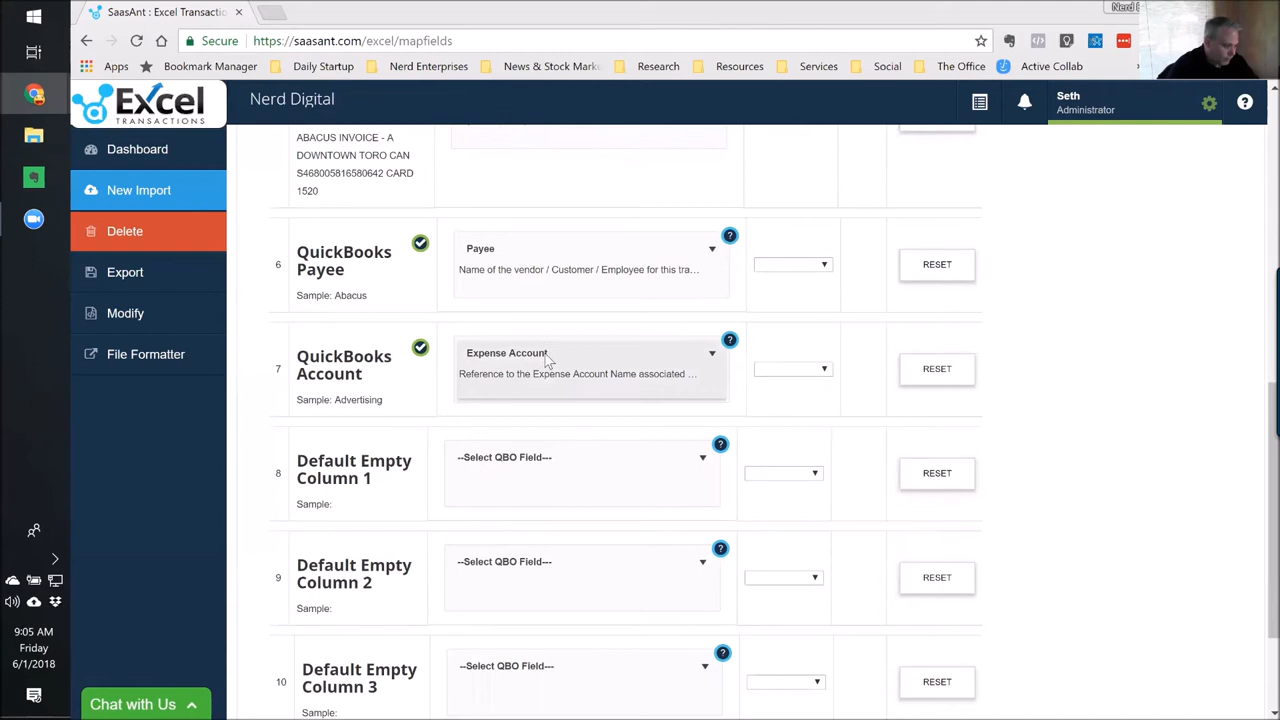 SaasAnt : Excel Transactio
Nerd
Secure
https://saasant.com/excel/mapfields
Apps
Bookmark Manager
Daily Startup
Nerd Enterprises
News & Stock Marke
Research
Resources
Services
Social
The Office
Active Collab
Excel
TRANSACTIONS
Nerd Digital
Seth
Administrator
Dashboard
New Import
Delete
Export
Modify
File Formatter
ABACUS INVOICE - A
DOWNTOWN TORO CAN
S468005816580642 CARD
1520
6
QuickBooks
Payee
Sample: Abacus
Payee
Name of the vendor / Customer / Employee for this tra...
RESET
7
QuickBooks
Account
Sample: Advertising
Expense Account
Reference to the Expense Account Name associated ...
RESET
8
Default Empty
Column 1
Sample:
--Select QBO Field---
RESET
9
Default Empty
Column 2
Sample:
--Select QBO Field---
RESET
10
Default Empty
Column 3
Sample:
--Select QBO Field---
RESET
9:05 AM
Friday
6/1/2018
Chat with Us